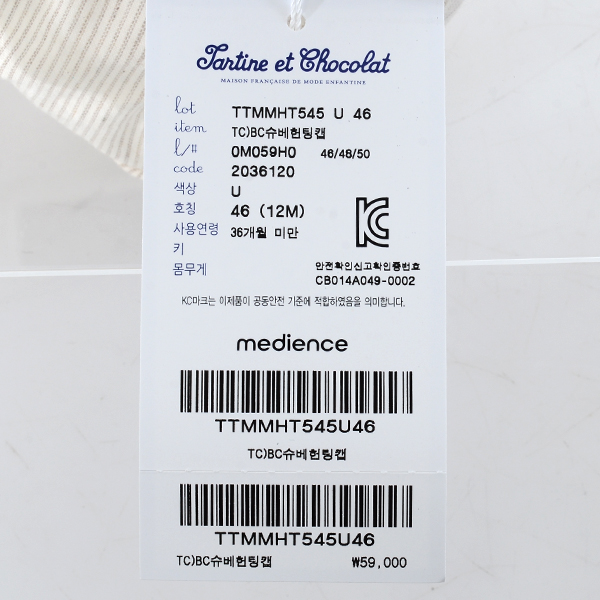 Tartine et Chocolat
MAISON FRANÇAISE DE MODE ENFANTINE
lot TTMMHT545 U 46
item TC)BC슈베헌팅캡
l/# 0M059H0 46/48/50
code 2036120
색상 U
호칭 46 (12M)
사용연령 36개월 미만
키
몸무게
안전확인신고확인증번호
CB014A049-0002
KC마크는 이제품이 공통안전 기준에 적합하였음을 의미합니다.
medience
TTMMHT545U46
TC)BC슈베헌팅캡
TTMMHT545U46
TC)BC슈베헌팅캡 ₩59,000